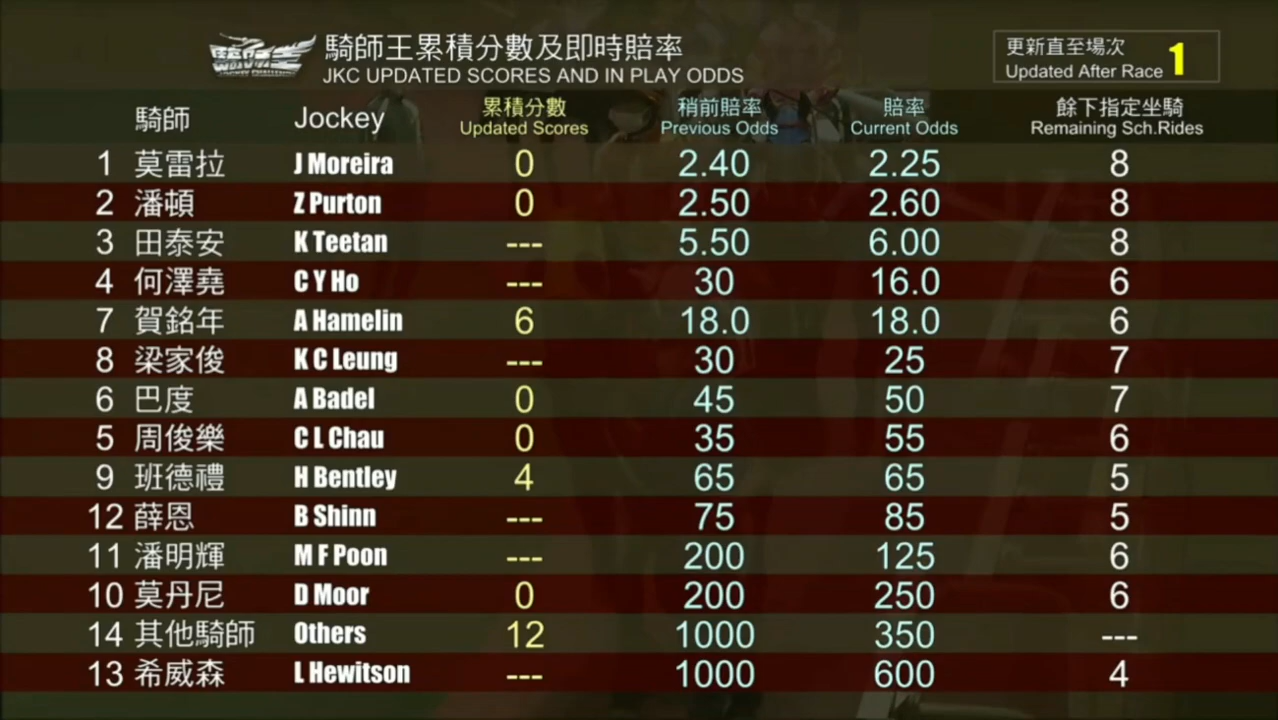 騎師王
JOCKEY CHALLENGE
騎師王累積分數及即時賠率
JKC UPDATED SCORES AND IN PLAY ODDS
更新直至場次
Updated After Race 1
騎師 Jockey 累積分數 Updated Scores 稍前賠率 Previous Odds 賠率 Current Odds 餘下指定坐騎 Remaining Sch.Rides
1 莫雷拉 J Moreira 0 2.40 2.25 8
2 潘頓 Z Purton 0 2.50 2.60 8
3 田泰安 K Teetan --- 5.50 6.00 8
4 何澤堯 C Y Ho --- 30 16.0 6
7 賀銘年 A Hamelin 6 18.0 18.0 6
8 梁家俊 K C Leung --- 30 25 7
6 巴度 A Badel 0 45 50 7
5 周俊樂 C L Chau 0 35 55 6
9 班德禮 H Bentley 4 65 65 5
12 薛恩 B Shinn --- 75 85 5
11 潘明輝 M F Poon --- 200 125 6
10 莫丹尼 D Moor 0 200 250 6
14 其他騎師 Others 12 1000 350 ---
13 希威森 L Hewitson --- 1000 600 4